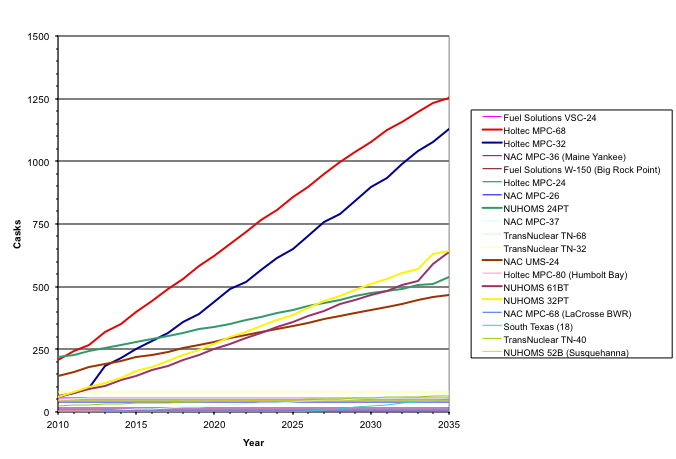 1500
1250
1000
750
500
250
0
Casks
2010
2015
2020
2025
2030
2035
Year
Fuel Solutions VSC-24
Holtec MPC-68
Holtec MPC-32
NAC MPC-36 (Maine Yankee)
Fuel Solutions W-150 (Big Rock Point)
Holtec MPC-24
NAC MPC-26
NUHOMS 24PT
NAC MPC-37
TransNuclear TN-68
TransNuclear TN-32
NAC UMS-24
Holtec MPC-80 (Humbolt Bay)
NUHOMS 61BT
NUHOMS 32PT
NAC MPC-68 (LaCrosse BWR)
South Texas (18)
TransNuclear TN-40
NUHOMS 52B (Susquehanna)